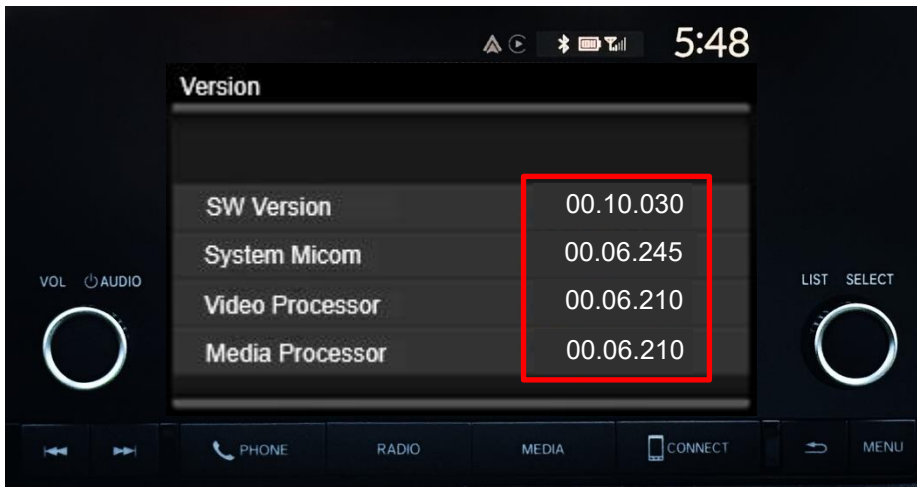 5:48
Version
SW Version 00.10.030
System Micom 00.06.245
Video Processor 00.06.210
Media Processor 00.06.210
VOL AUDIO
LIST SELECT
PHONE RADIO MEDIA CONNECT MENU